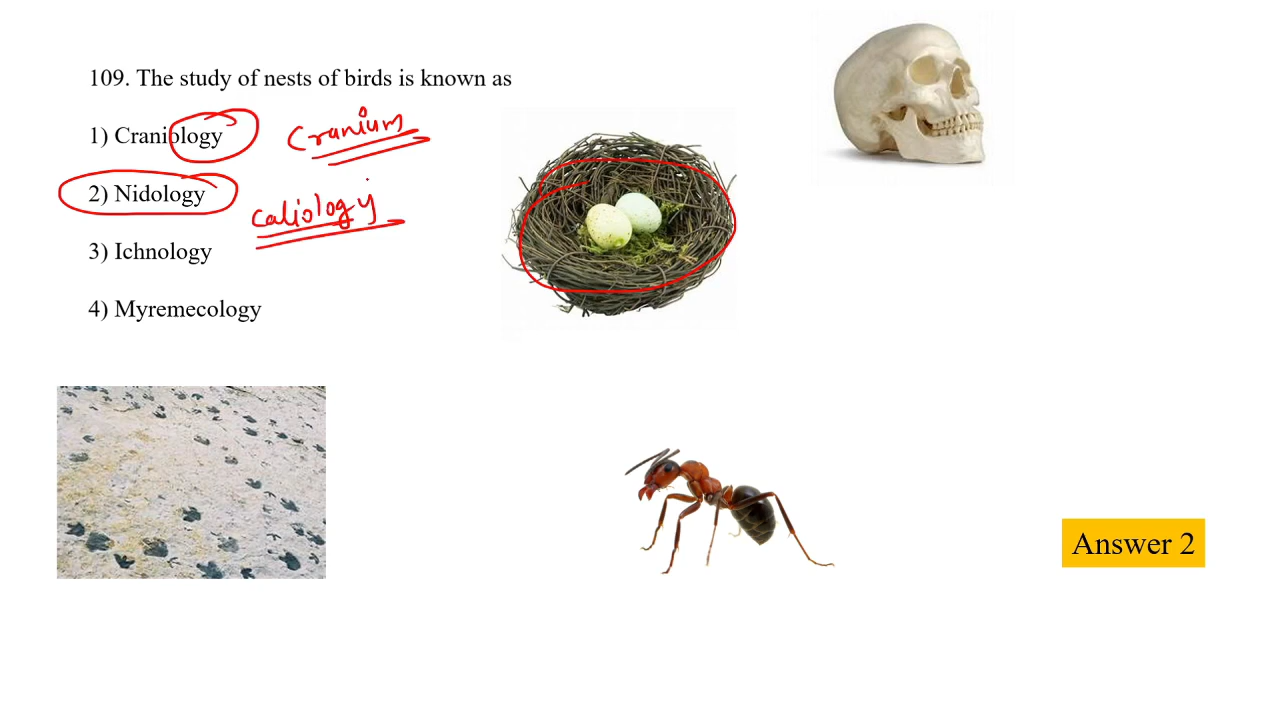 109. The study of nests of birds is known as
1) Craniology
Cranium
2) Nidology
caliology
3) Ichnology
4) Myremecology
Answer 2